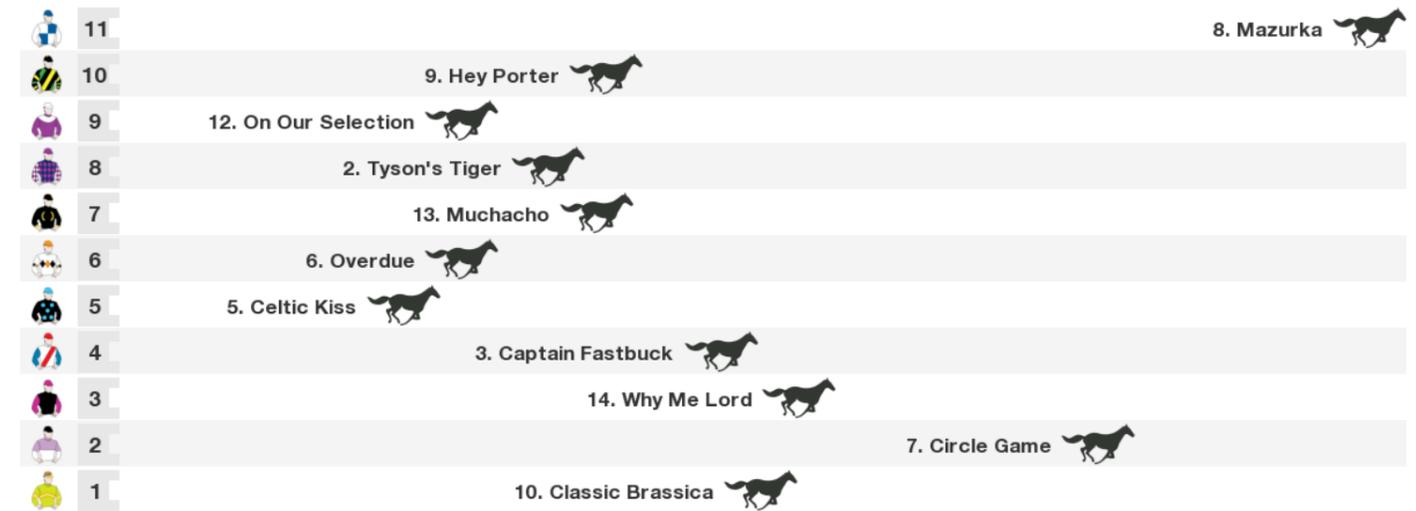 11 8. Mazurka
10 9. Hey Porter
9 12. On Our Selection
8 2. Tyson's Tiger
7 13. Muchacho
6 6. Overdue
5 5. Celtic Kiss
4 3. Captain Fastbuck
3 14. Why Me Lord
2 7. Circle Game
1 10. Classic Brassica